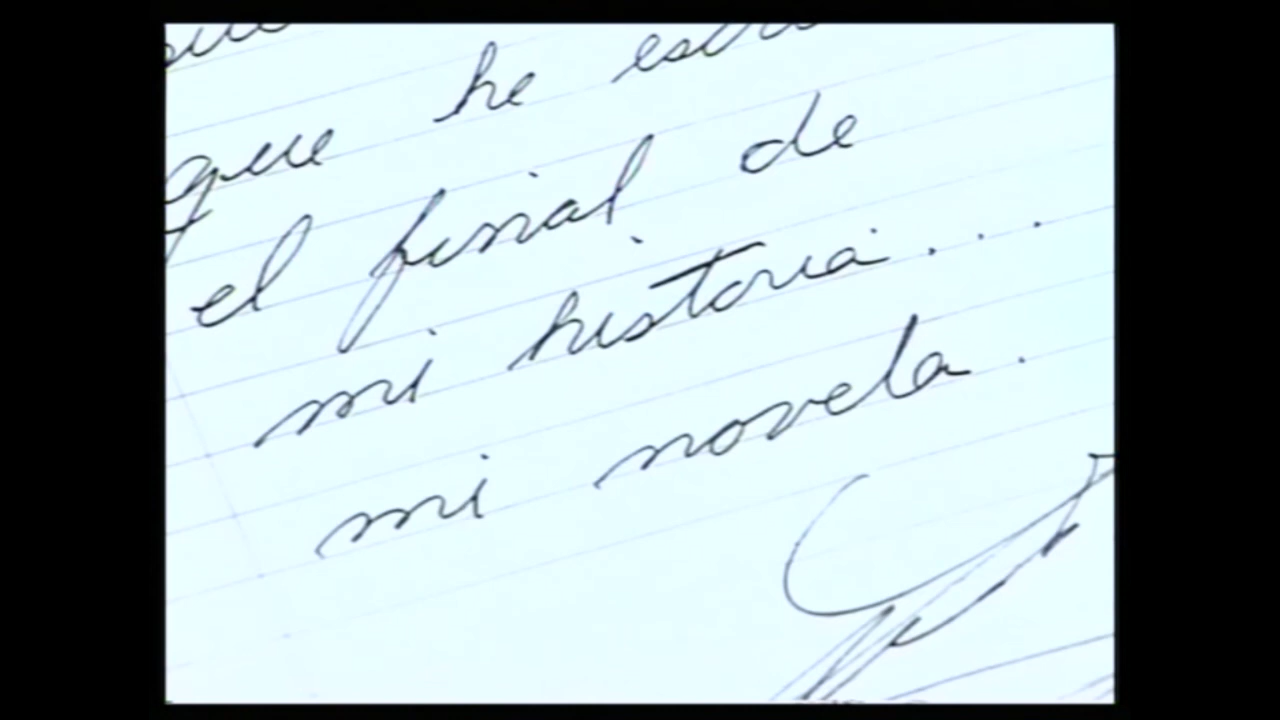 que he
el final de
mi historia...
mi novela.